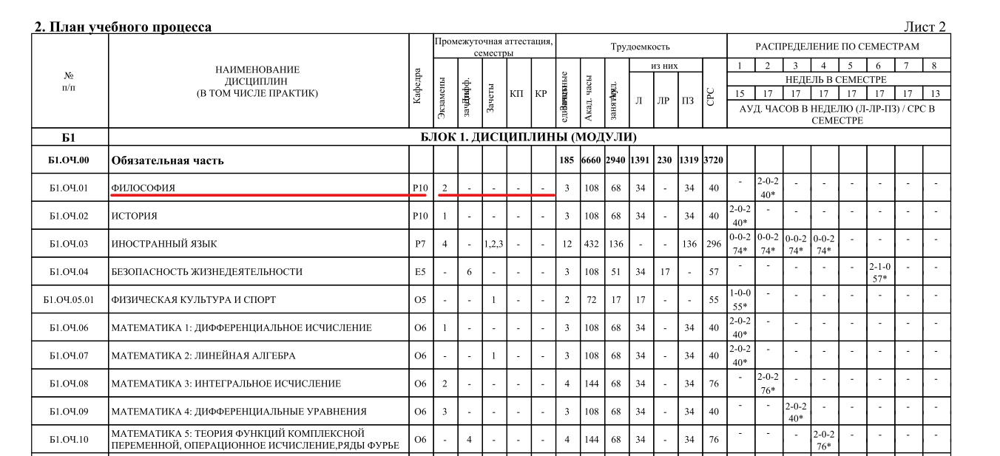 2. План учебного процесса Лист 2
№ п/п НАИМЕНОВАНИЕ ДИСЦИПЛИН (В ТОМ ЧИСЛЕ ПРАКТИК) Кафедра Промежуточная аттестация, семестры Трудоемкость РАСПРЕДЕЛЕНИЕ ПО СЕМЕСТРАМ
Экзамены Дифф. зачеты Зачеты КП КР Зачетные единицы Акад. часы Ауд. занятия из них СРС 1 2 3 4 5 6 7 8
Л ЛР ПЗ НЕДЕЛЬ В СЕМЕСТРЕ
15 17 17 17 17 17 17 13
АУД. ЧАСОВ В НЕДЕЛЮ (Л-ЛР-ПЗ) / СРС В
СЕМЕСТРЕ
Б1 БЛОК 1. ДИСЦИПЛИНЫ (МОДУЛИ)
Б1.ОЧ.00 Обязательная часть 185 6660 2940 1391 230 1319 3720
Б1.ОЧ.01 ФИЛОСОФИЯ Р10 2 - - - - 3 108 68 34 - 34 40 - 2-0-2 40* - - - - - -
Б1.ОЧ.02 ИСТОРИЯ Р10 1 - - - - 3 108 68 34 - 34 40 2-0-2 40* - - - - - - -
Б1.ОЧ.03 ИНОСТРАННЫЙ ЯЗЫК Р7 4 - 1,2,3 - - 12 432 136 - - 136 296 0-0-2 74* 0-0-2 74* 0-0-2 74* 0-0-2 74* - - - -
Б1.ОЧ.04 БЕЗОПАСНОСТЬ ЖИЗНЕДЕЯТЕЛЬНОСТИ Е5 - 6 - - - 3 108 51 34 17 - 57 - - - - - 2-1-0 57* - -
Б1.ОЧ.05.01 ФИЗИЧЕСКАЯ КУЛЬТУРА И СПОРТ О5 - - 1 - - 2 72 17 17 - - 55 1-0-0 55* - - - - - - -
Б1.ОЧ.06 МАТЕМАТИКА 1: ДИФФЕРЕНЦИАЛЬНОЕ ИСЧИСЛЕНИЕ О6 1 - - - - 3 108 68 34 - 34 40 2-0-2 40* - - - - - - -
Б1.ОЧ.07 МАТЕМАТИКА 2: ЛИНЕЙНАЯ АЛГЕБРА О6 - - 1 - - 3 108 68 34 - 34 40 2-0-2 40* - - - - - - -
Б1.ОЧ.08 МАТЕМАТИКА 3: ИНТЕГРАЛЬНОЕ ИСЧИСЛЕНИЕ О6 2 - - - - 4 144 68 34 - 34 76 - 2-0-2 76* - - - - - -
Б1.ОЧ.09 МАТЕМАТИКА 4: ДИФФЕРЕНЦИАЛЬНЫЕ УРАВНЕНИЯ О6 3 - - - - 3 108 68 34 - 34 40 - - 2-0-2 40* - - - - -
Б1.ОЧ.10 МАТЕМАТИКА 5: ТЕОРИЯ ФУНКЦИЙ КОМПЛЕКСНОЙ ПЕРЕМЕННОЙ, ОПЕРАЦИОННОЕ ИСЧИСЛЕНИЕ,РЯДЫ ФУРЬЕ О6 - 4 - - - 4 144 68 34 - 34 76 - - - 2-0-2 76* - - - -